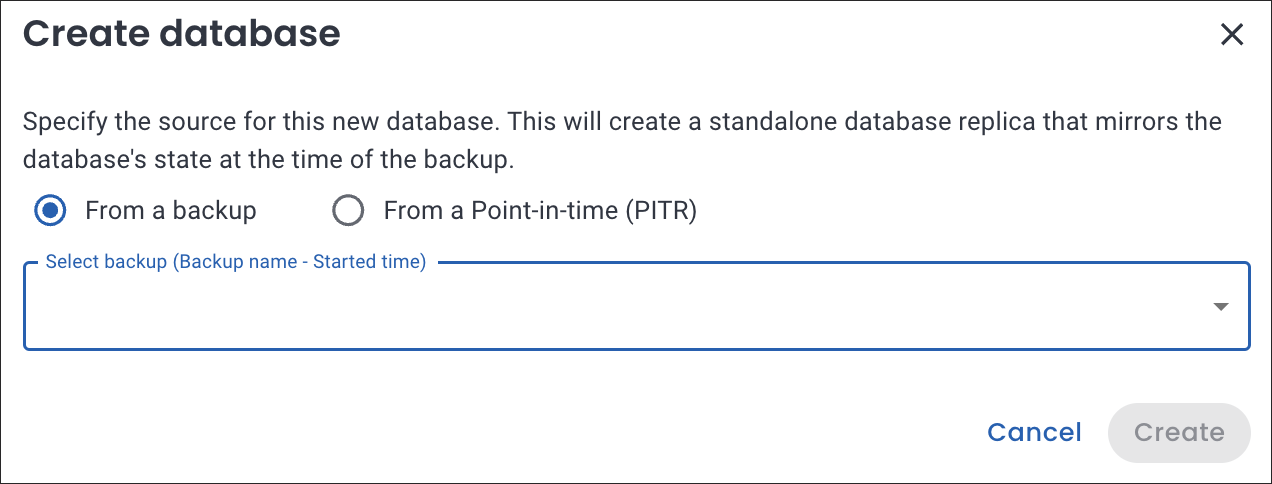 Create database
Specify the source for this new database. This will create a standalone database replica that mirrors the
database's state at the time of the backup.
From a backup From a Point-in-time (PITR)
Select backup (Backup name - Started time)
Cancel Create